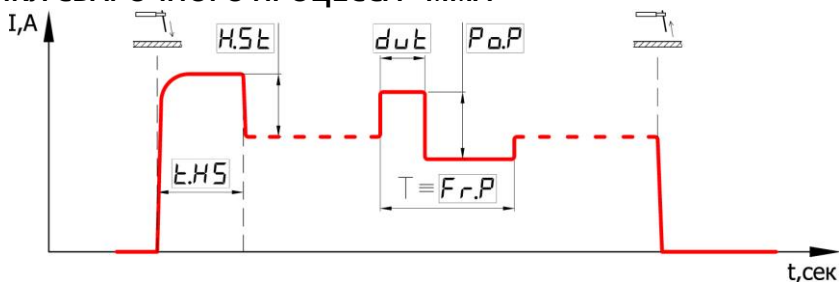 I,A
H.St
dut
Po.P
t.HS
T ≡ Fr.P
t,сек